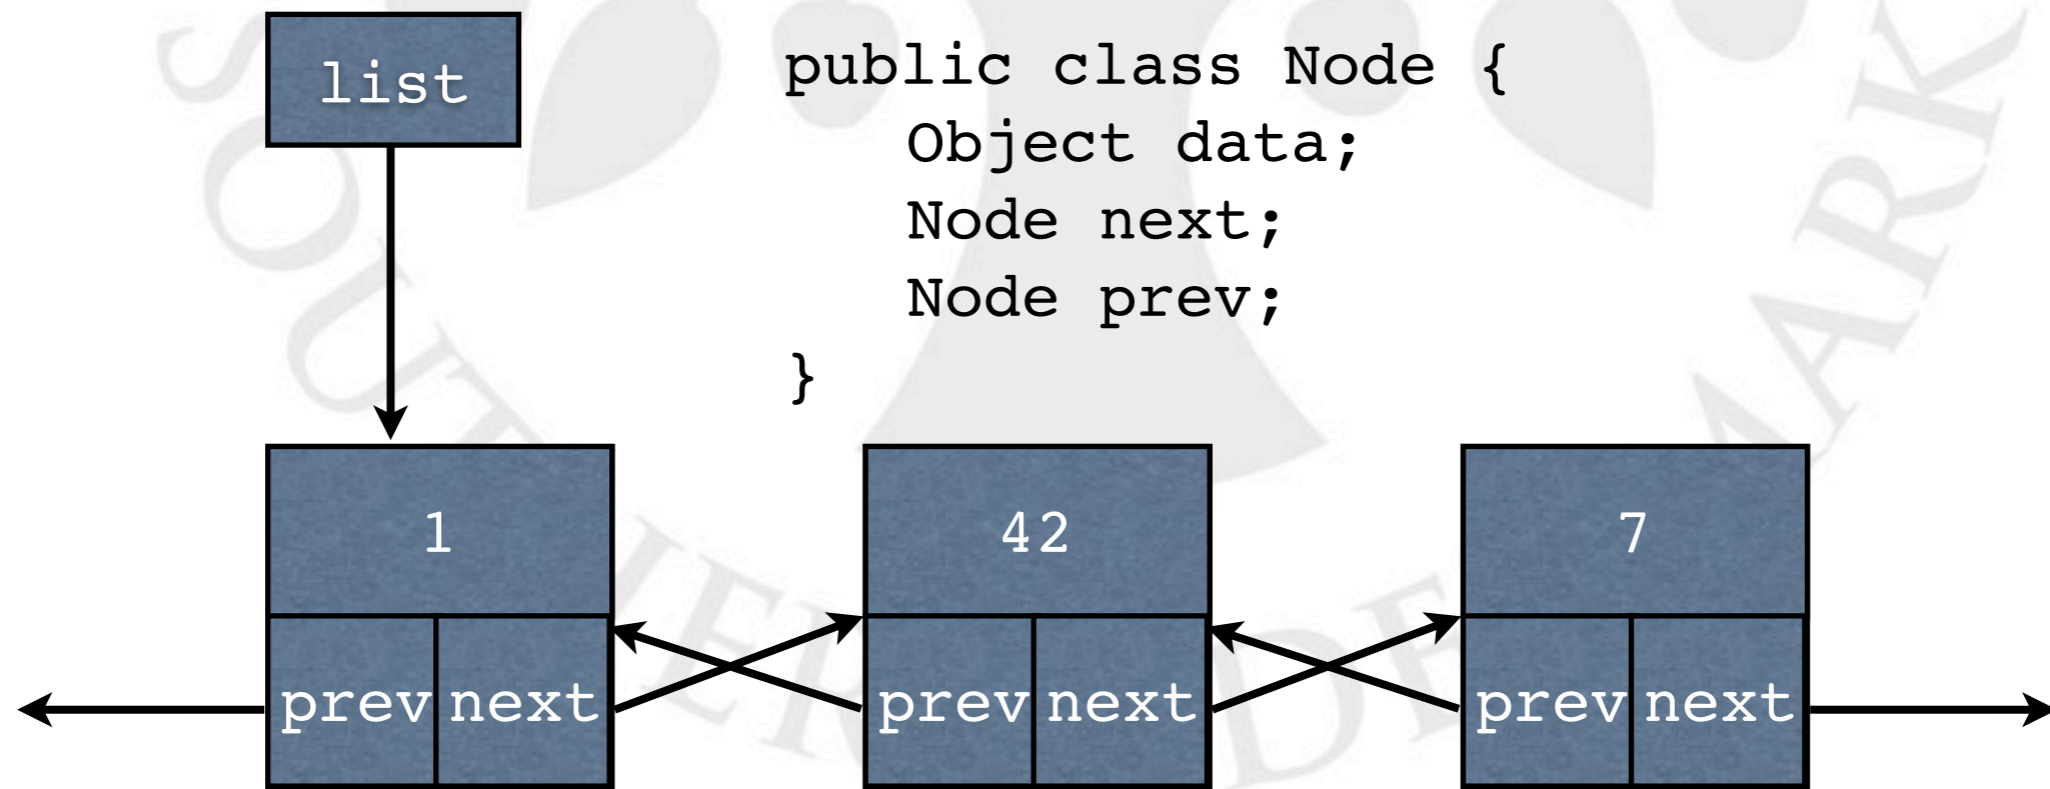 list
public class Node {
Object data;
Node next;
Node prev;
}
1
42
7
prev next
prev next
prev next